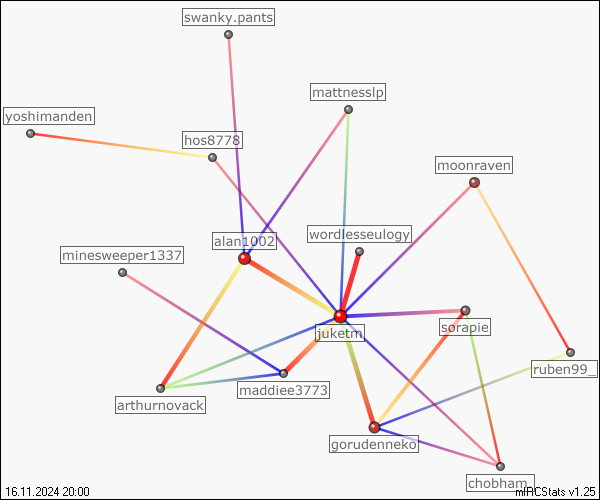 swanky.pants
mattnesslp
yoshimanden
hos8778
moonraven
wordlesseulogy
alan1002
minesweeper1337
juketm
sorapie
ruben99_
maddiee3773
arthurnovack
gorudenneko
chobham_
16.11.2024 20:00
mIRCStats v1.25